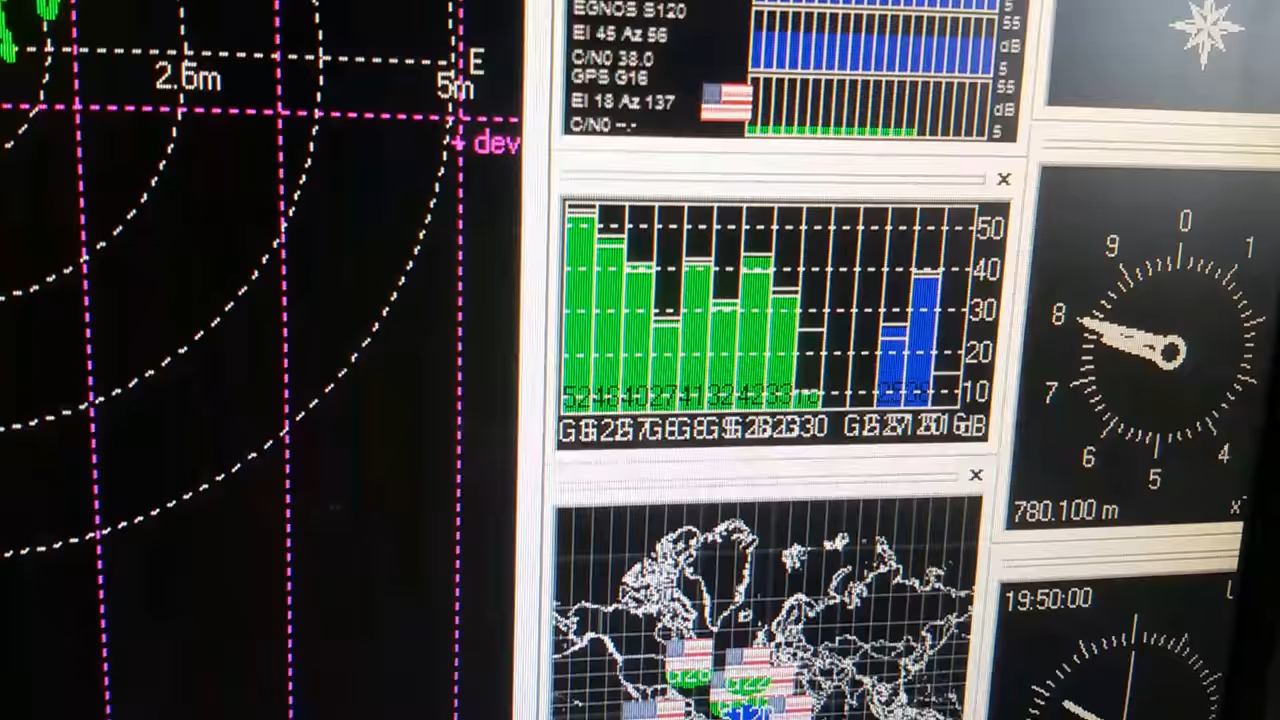 2.5m
5m
E
+ dev
EGNOS S120
El 45 Az 56
C/N0 38.0
GPS G16
El 18 Az 137
C/N0 --.-
55
dB
5
55
dB
5
50
40
30
20
10
0
1
9
8
7
6
5
4
780.100 m
19:50:00